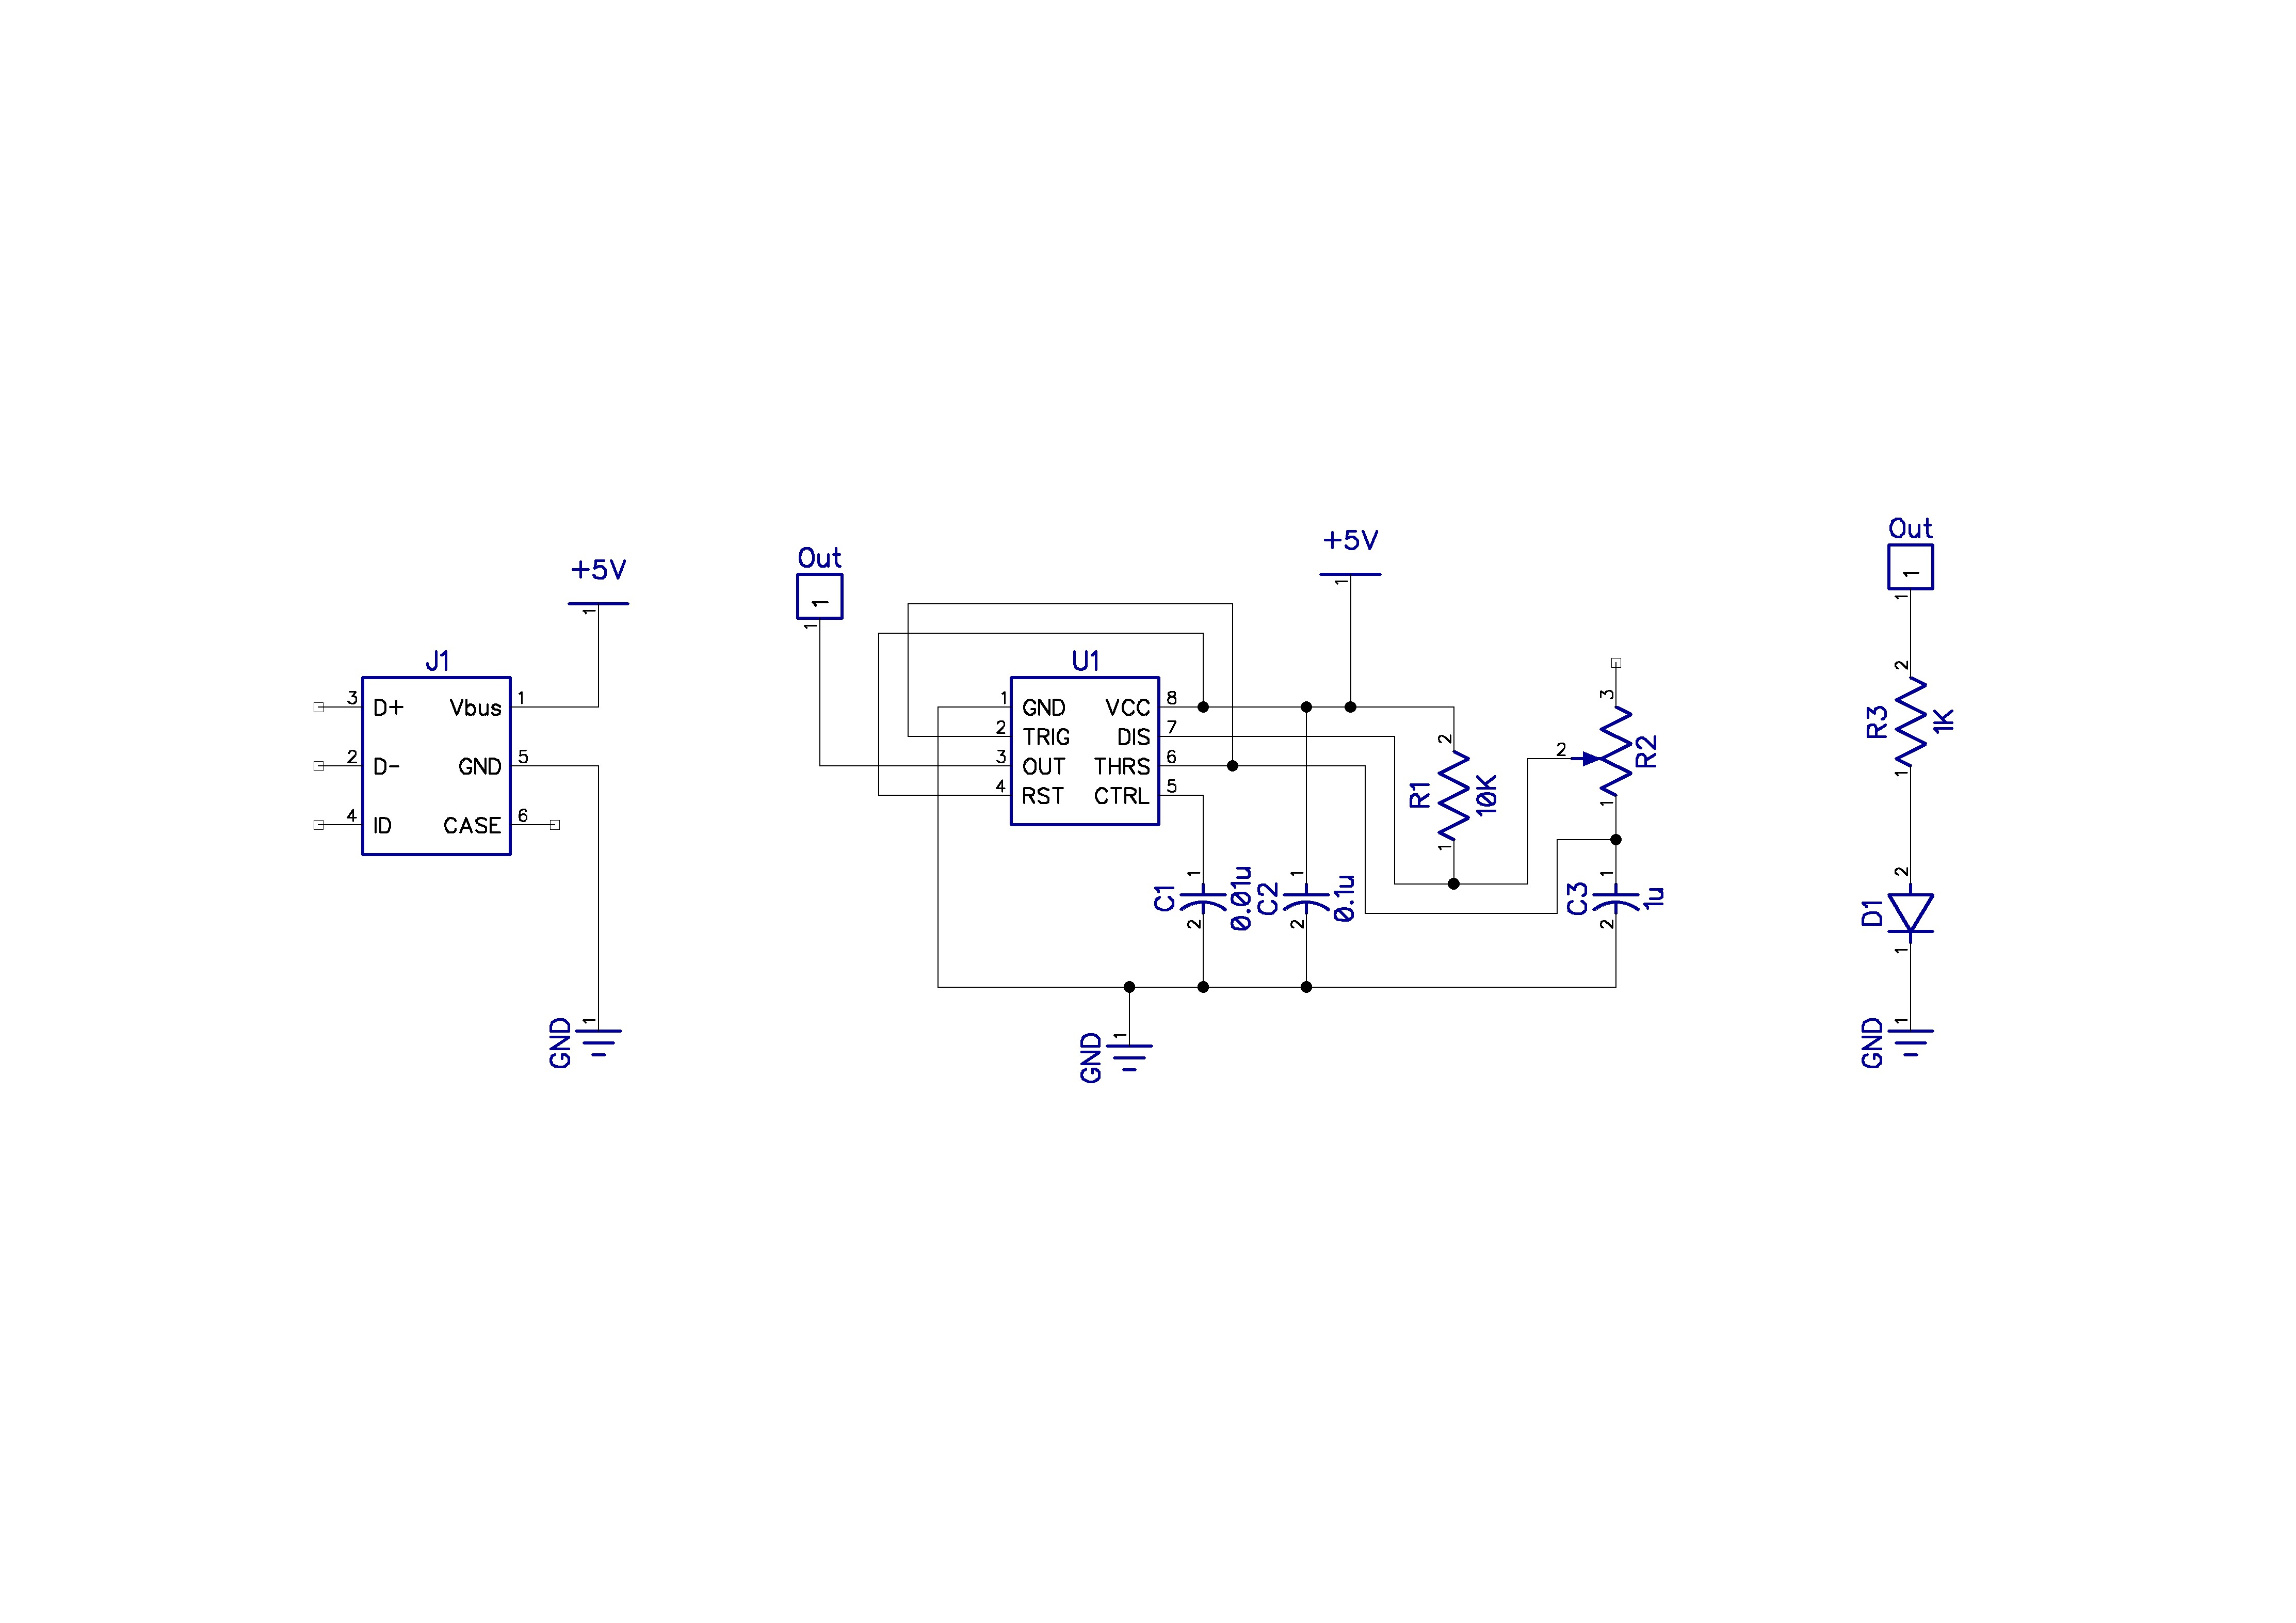 +5V
1
J1
3 D+ Vbus 1
2 D- GND 5
4 ID CASE 6
1
GND
Out
1
1
+5V
1
U1
1 GND VCC 8
2 TRIG DIS 7
3 OUT THRS 6
4 RST CTRL 5
2
R1
10K
1
3
2
R2
1
1
C1
0.01u
2
1
C2
0.1u
2
1
C3
1u
2
1
GND
Out
1
1
2
R3
1K
1
2
D1
1
1
GND